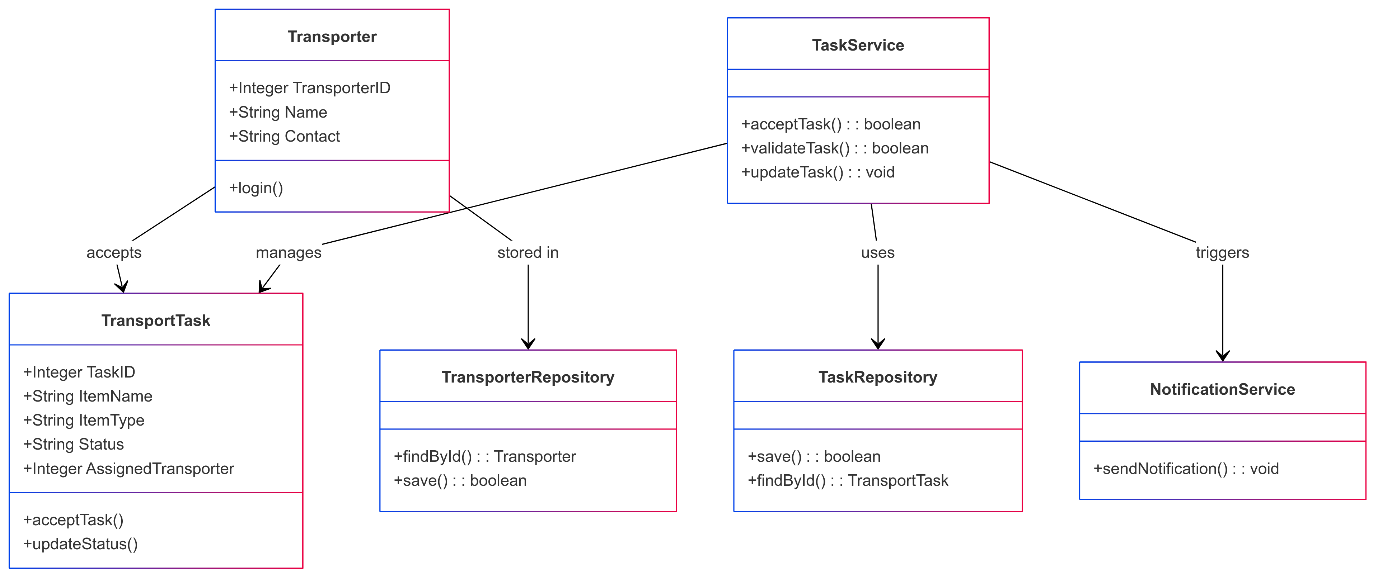 Transporter
+Integer TransporterID
+String Name
+String Contact
+login()
TaskService
+acceptTask() : : boolean
+validateTask() : : boolean
+updateTask() : : void
accepts
manages
stored in
uses
triggers
TransportTask
+Integer TaskID
+String ItemName
+String ItemType
+String Status
+Integer AssignedTransporter
+acceptTask()
+updateStatus()
TransporterRepository
+findById() : : Transporter
+save() : : boolean
TaskRepository
+save() : : boolean
+findById() : : TransportTask
NotificationService
+sendNotification() : : void